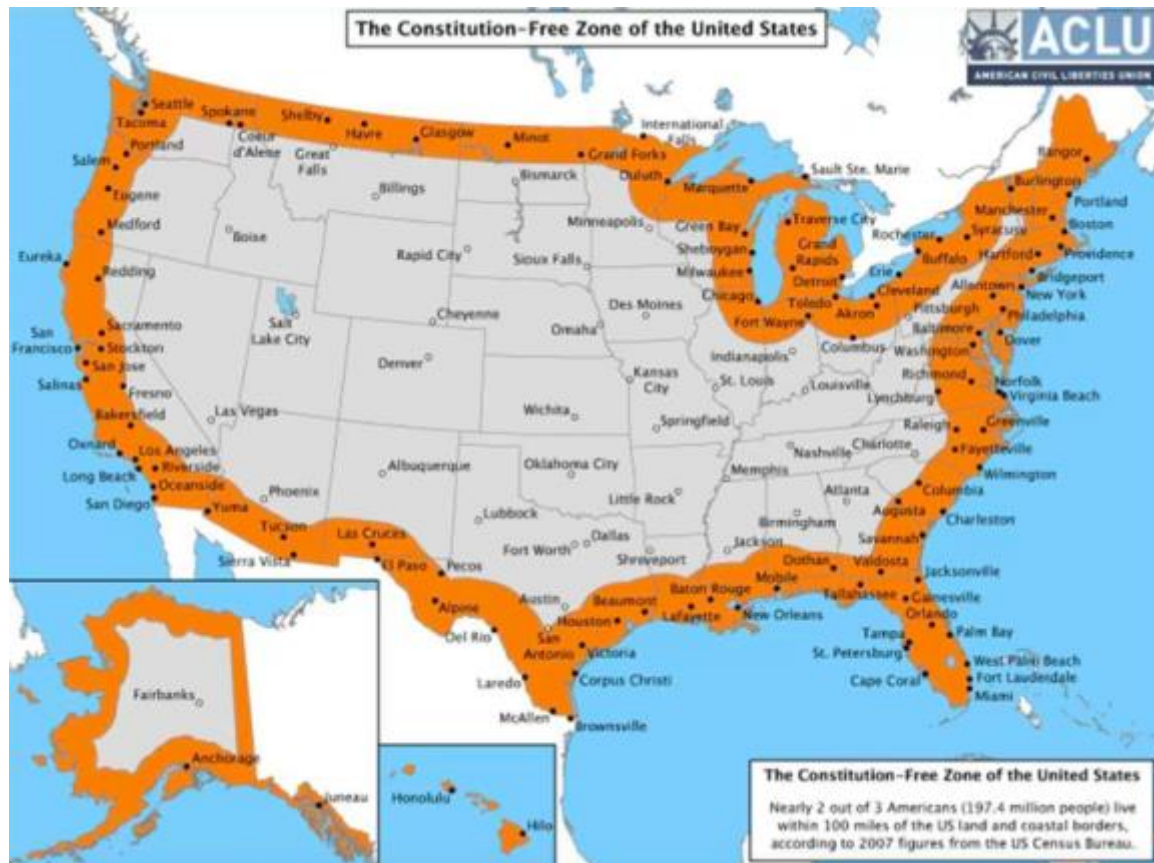 The Constitution-Free Zone of the United States
ACLU
AMERICAN CIVIL LIBERTIES UNION
Seattle
Tacoma
Spokane
Coeur
d'Alene
Shelby
Havre
Great
Falls
Glasgow
Minot
Grand Forks
International
Falls
Duluth
Marquette
Sault Ste. Marie
Bangor
Burlington
Portland
Manchester
Boston
Providence
Hartford
Bridgeport
New York
Allentown
Philadelphia
Dover
Rochester
Syracuse
Buffalo
Erie
Cleveland
Akron
Toledo
Detroit
Grand
Rapids
Traverse City
Green Bay
Sheboygan
Milwaukee
Chicago
Fort Wayne
Columbus
Pittsburgh
Baltimore
Washington
Richmond
Norfolk
Virginia Beach
Lynchburg
Raleigh
Greenville
Charlotte
Fayetteville
Wilmington
Columbia
Augusta
Charleston
Savannah
Portland
Salem
Eugene
Medford
Eureka
Redding
Sacramento
San
Francisco
Stockton
San Jose
Salinas
Fresno
Bakersfield
Oxnard
Los Angeles
Long Beach
Riverside
Oceanside
San Diego
Yuma
Phoenix
Tucson
Sierra Vista
Las Cruces
El Paso
Pecos
Alpine
Del Rio
Laredo
McAllen
Brownsville
Corpus Christi
Victoria
San
Antonio
Austin
Houston
Beaumont
Lafayette
Baton Rouge
New Orleans
Mobile
Dothan
Tallahassee
Valdosta
Jacksonville
Gainesville
Orlando
Palm Bay
Tampa
St. Petersburg
Cape Coral
West Palm Beach
Fort Lauderdale
Miami
Boise
Billings
Bismarck
Rapid City
Sioux Falls
Minneapolis
Salt
Lake City
Cheyenne
Denver
Omaha
Des Moines
Kansas
City
St. Louis
Indianapolis
Louisville
Wichita
Springfield
Las Vegas
Albuquerque
Oklahoma City
Lubbock
Fort Worth
Dallas
Shreveport
Little Rock
Memphis
Nashville
Jackson
Birmingham
Atlanta
Fairbanks
Anchorage
Juneau
Honolulu
Hilo
The Constitution-Free Zone of the United States
Nearly 2 out of 3 Americans (197.4 million people) live
within 100 miles of the US land and coastal borders,
according to 2007 figures from the US Census Bureau.